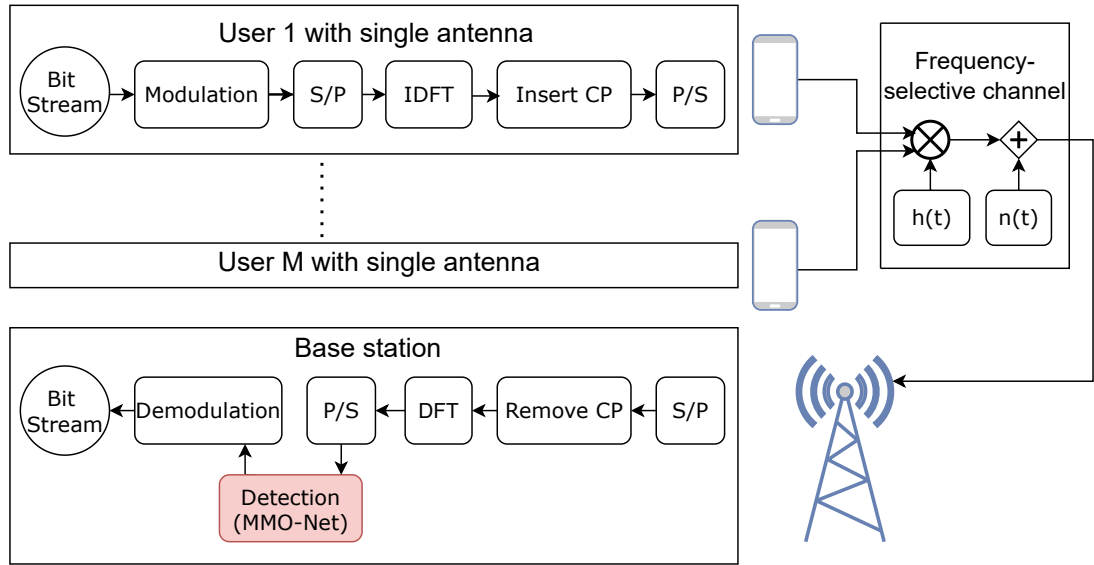 User 1 with single antenna
Bit
Stream
Modulation
S/P
IDFT
Insert CP
P/S
Frequency-
selective channel
+
h(t)
n(t)
User M with single antenna
Base station
Bit
Stream
Demodulation
P/S
DFT
Remove CP
S/P
Detection
(MMO-Net)